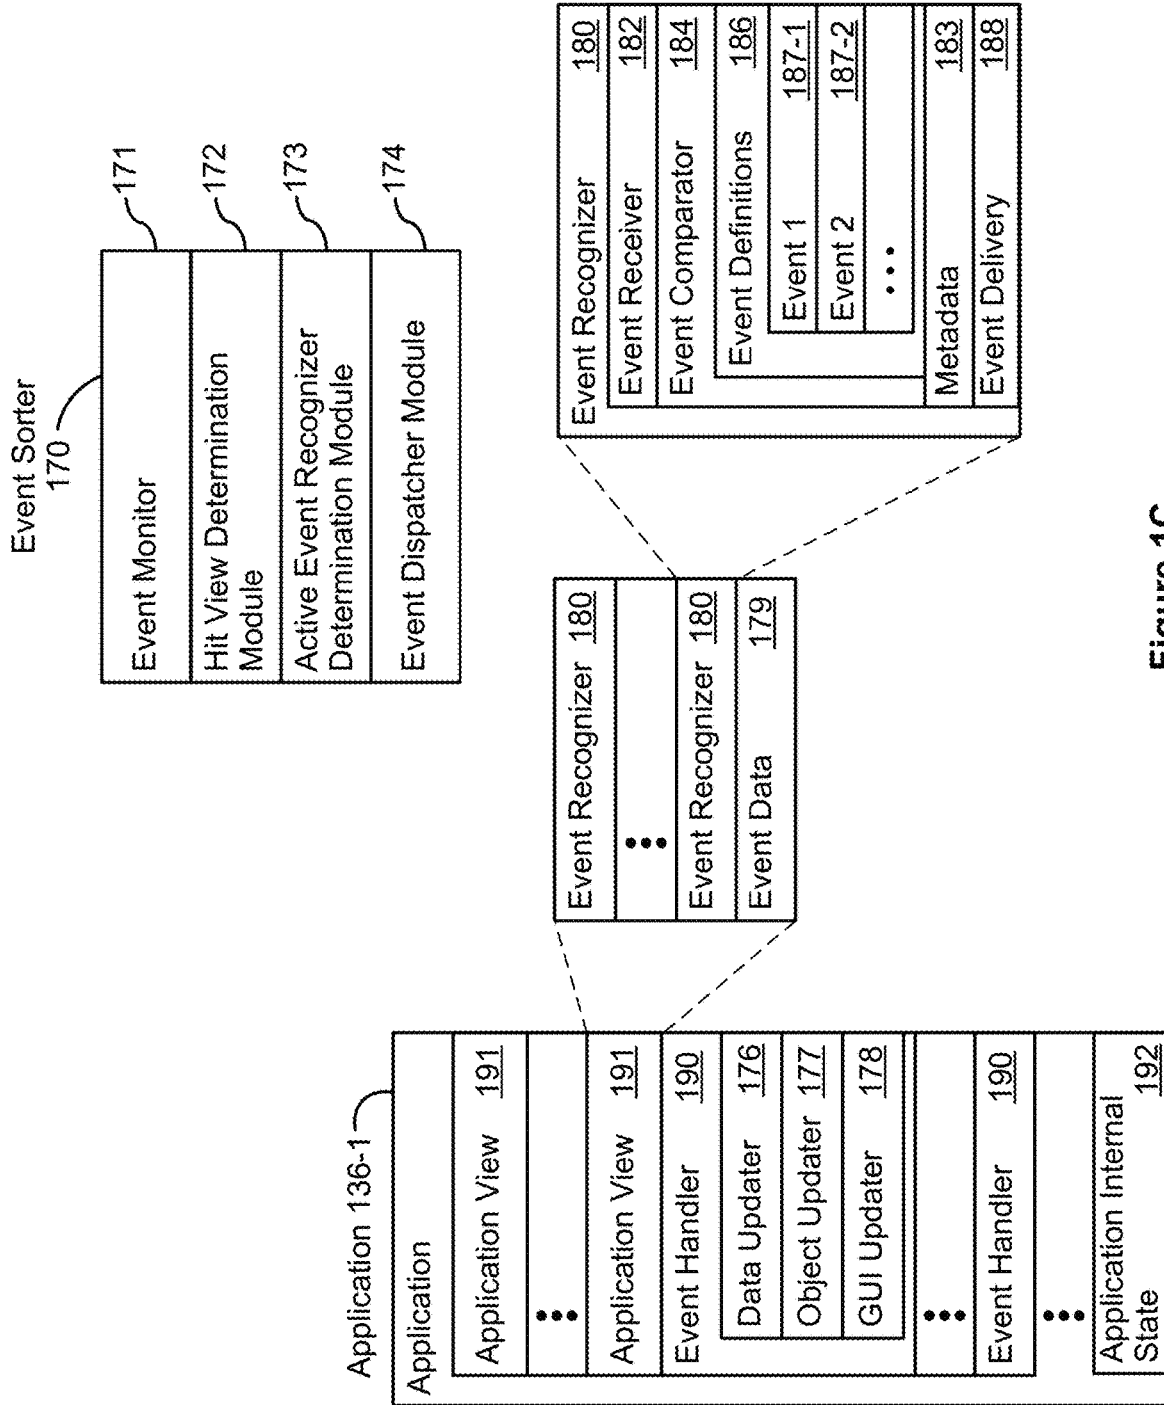 Event Sorter
170
Event Monitor
171
Hit View Determination
Module
172
Active Event Recognizer
Determination Module
173
Event Dispatcher Module
174
Application 136-1
Application
Application View 191
•••
Application View 191
Event Handler 190
Data Updater 176
Object Updater 177
GUI Updater 178
•••
Event Handler 190
•••
Application Internal
State 192
Event Recognizer 180
•••
Event Recognizer 180
Event Data 179
Event Recognizer 180
Event Receiver 182
Event Comparator 184
Event Definitions 186
Event 1 187-1
Event 2 187-2
•••
Metadata 183
Event Delivery 188
Figure 1C